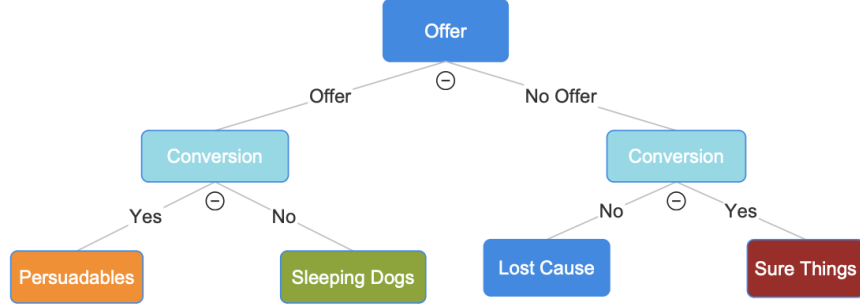 Offer
Offer
No Offer
Conversion
Conversion
Yes
No
No
Yes
Persuadables
Sleeping Dogs
Lost Cause
Sure Things